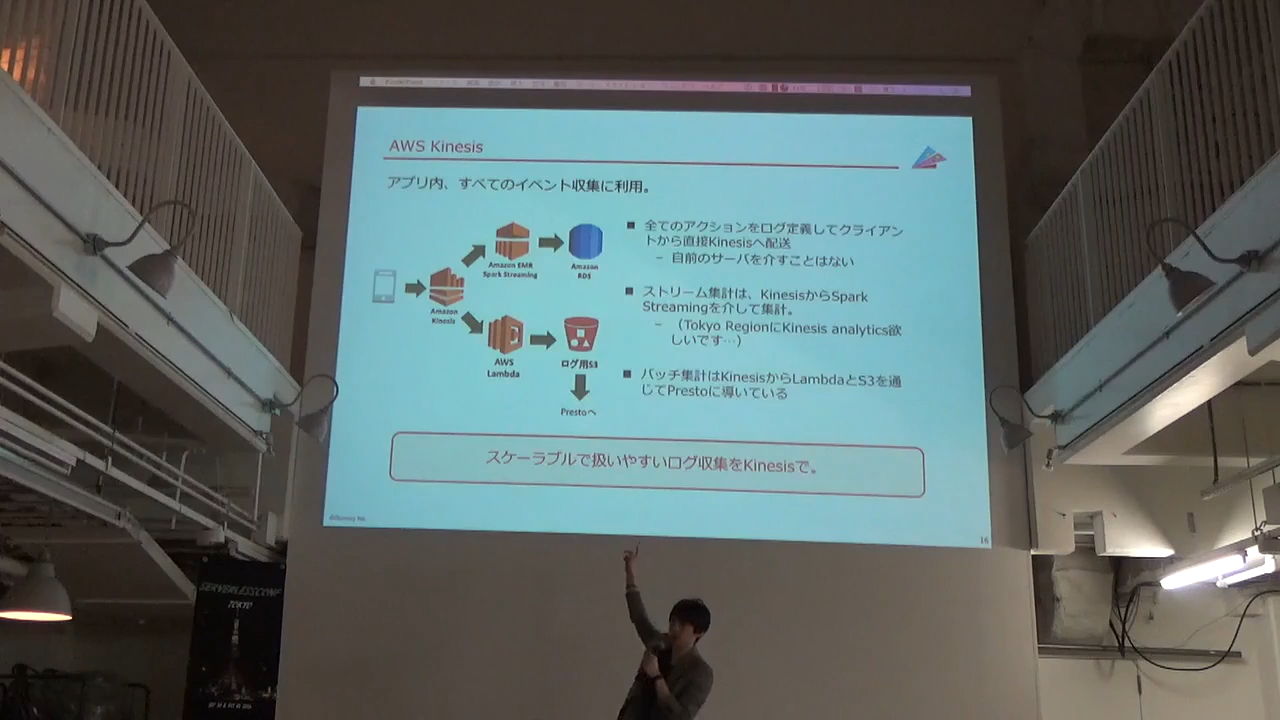 AWS Kinesis
アプリ内、すべてのイベント収集に利用。
Amazon EMR
Spark Streaming
Amazon
RDS
Amazon
Kinesis
AWS
Lambda
ログ用S3
Prestoへ
■ 全てのアクションをログ定義してクライアン
トから直接Kinesisへ配送
– 自前のサーバを介すことはない
■ ストリーム集計は、KinesisからSpark
Streamingを介して集計。
– （Tokyo RegionにKinesis analytics欲
しいです…）
■ バッチ集計はKinesisからLambdaとS3を通
じてPrestoに導いている
スケーラブルで扱いやすいログ収集をKinesisで。
16
SERVERLESSCONF
TOKYO